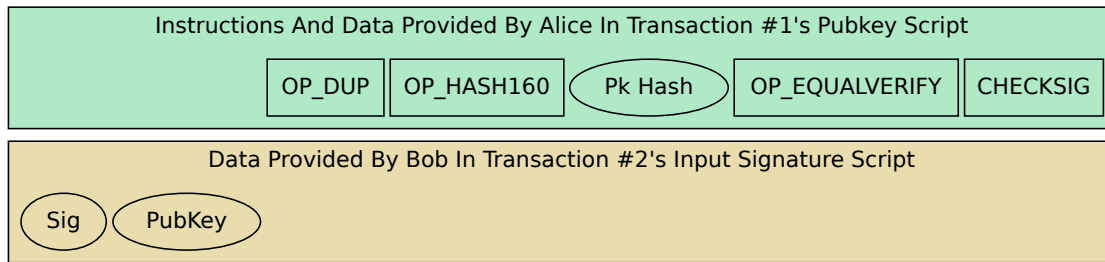 Instructions And Data Provided By Alice In Transaction #1's Pubkey Script
OP_DUP OP_HASH160 Pk Hash OP_EQUALVERIFY CHECKSIG
Data Provided By Bob In Transaction #2's Input Signature Script
Sig PubKey